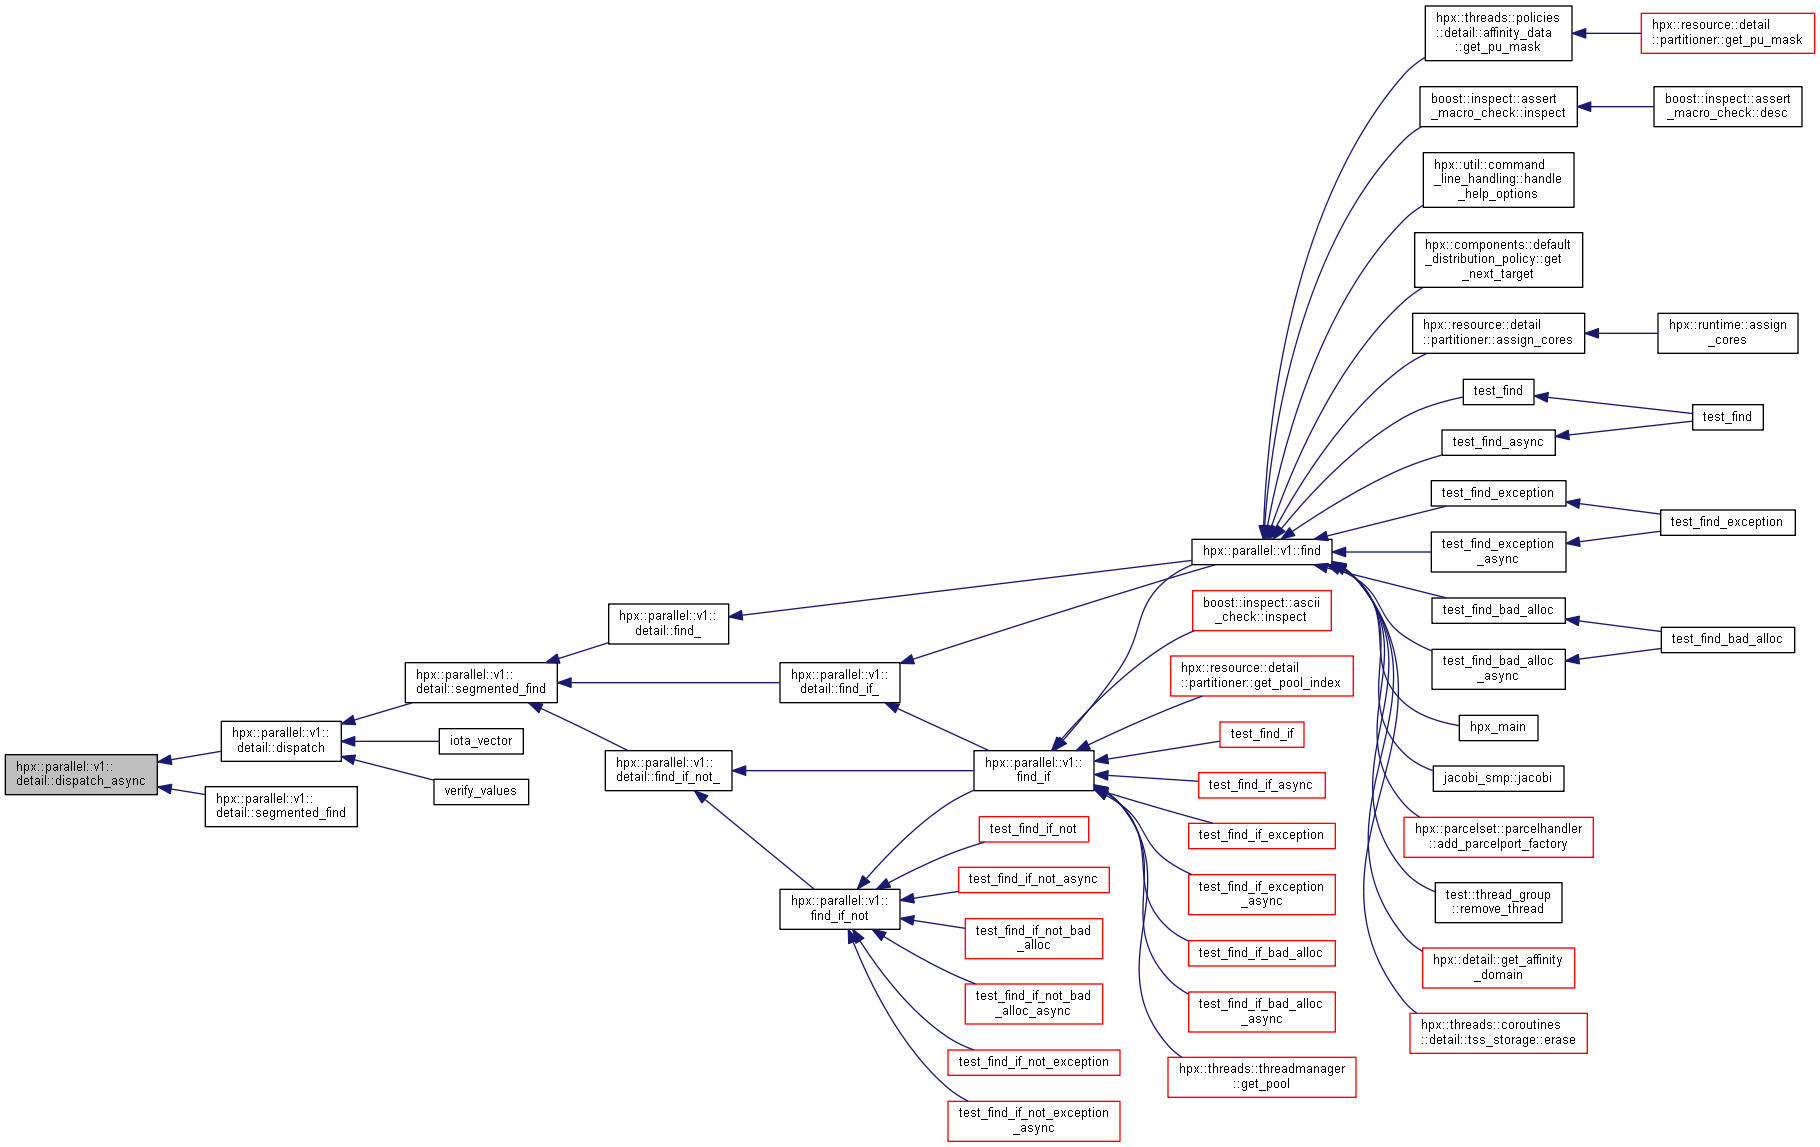 hpx::parallel::v1::
detail::dispatch_async
hpx::parallel::v1::
detail::dispatch
hpx::parallel::v1::
detail::segmented_find
hpx::parallel::v1::
detail::segmented_find
iota_vector
verify_values
hpx::parallel::v1::
detail::find_
hpx::parallel::v1::
detail::find_if_
hpx::parallel::v1::
detail::find_if_not_
hpx::parallel::v1::
find_if_not
hpx::parallel::v1::
find_if
test_find_if_not
test_find_if_not_async
test_find_if_not_bad
_alloc
test_find_if_not_bad
_alloc_async
test_find_if_not_exception
test_find_if_not_exception
_async
hpx::parallel::v1::find
boost::inspect::ascii
_check::inspect
hpx::resource::detail
::partitioner::get_pool_index
test_find_if
test_find_if_async
test_find_if_exception
test_find_if_exception
_async
test_find_if_bad_alloc
test_find_if_bad_alloc
_async
hpx::threads::threadmanager
::get_pool
hpx::threads::policies
::detail::affinity_data
::get_pu_mask
hpx::resource::detail
::partitioner::get_pu_mask
boost::inspect::assert
_macro_check::inspect
boost::inspect::assert
_macro_check::desc
hpx::util::command
_line_handling::handle
_help_options
hpx::components::default
_distribution_policy::get
_next_target
hpx::resource::detail
::partitioner::assign_cores
hpx::runtime::assign
_cores
test_find
test_find_async
test_find
test_find_exception
test_find_exception
_async
test_find_exception
test_find_bad_alloc
test_find_bad_alloc
_async
test_find_bad_alloc
hpx_main
jacobi_smp::jacobi
hpx::parcelset::parcelhandler
::add_parcelport_factory
test::thread_group
::remove_thread
hpx::detail::get_affinity
_domain
hpx::threads::coroutines
::detail::tss_storage::erase